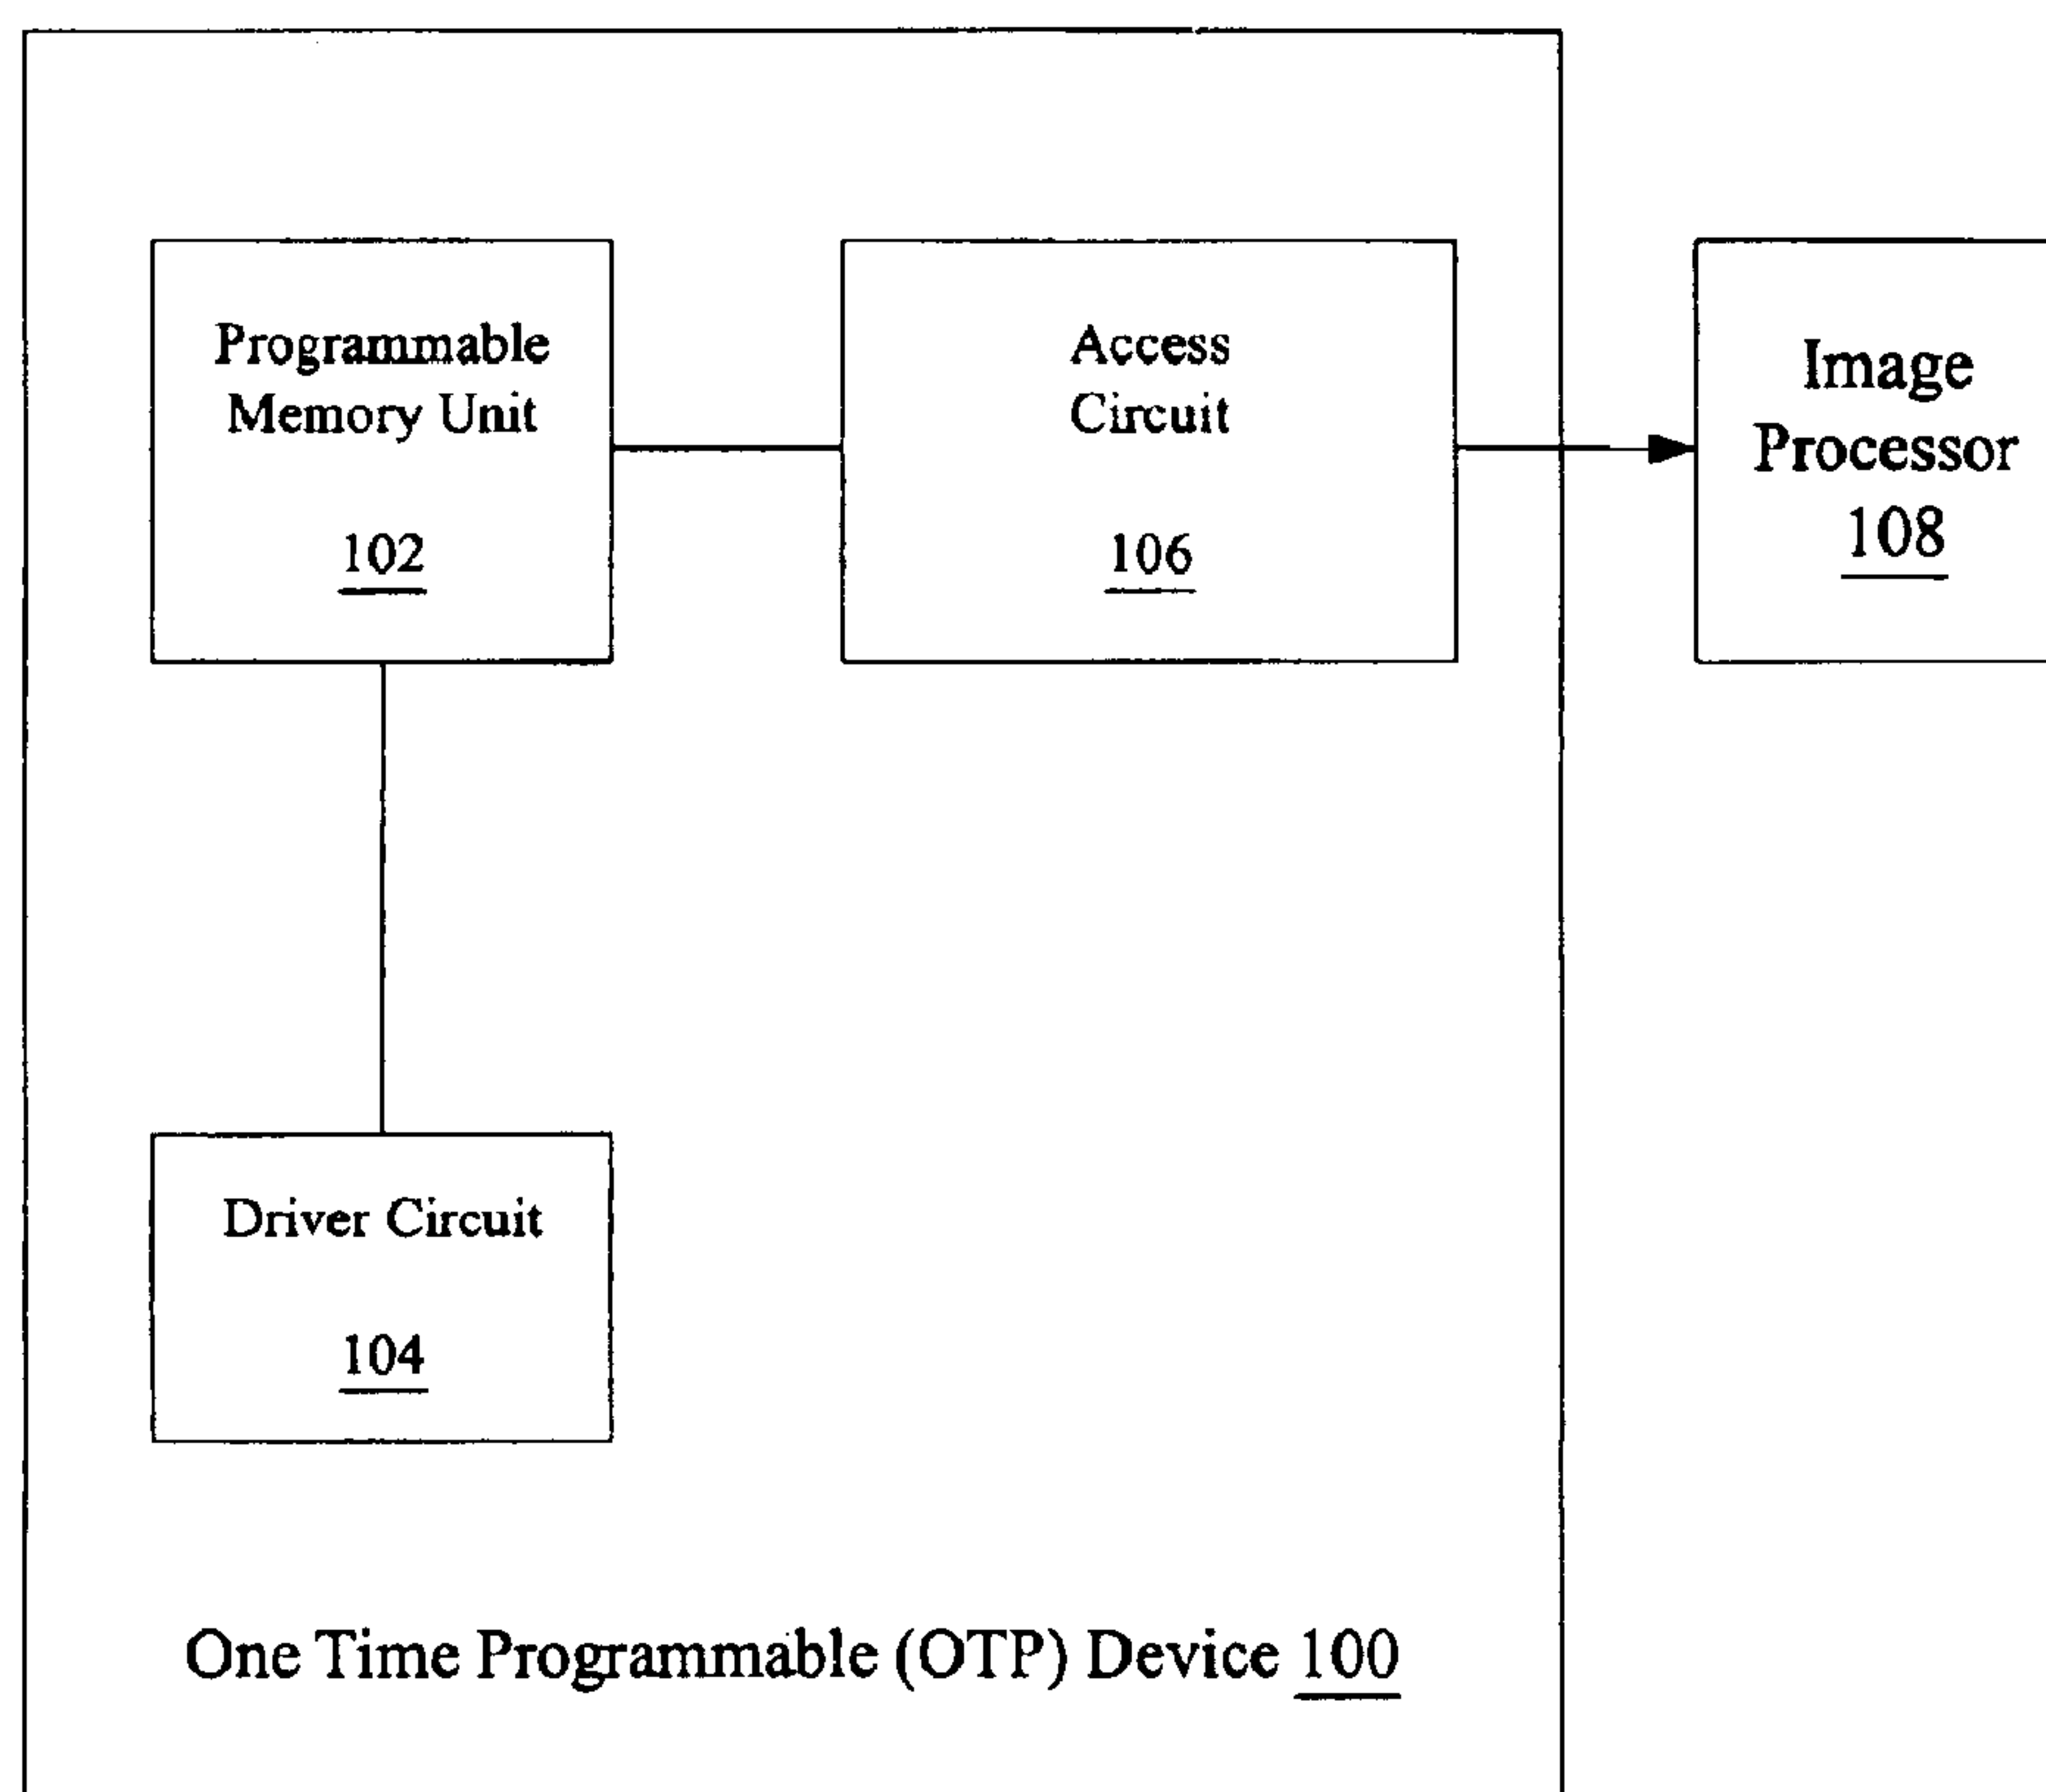 Programmable
Memory Unit
102
Access
Circuit
106
Image
Processor
108
Driver Circuit
104
One Time Programmable (OTP) Device 100